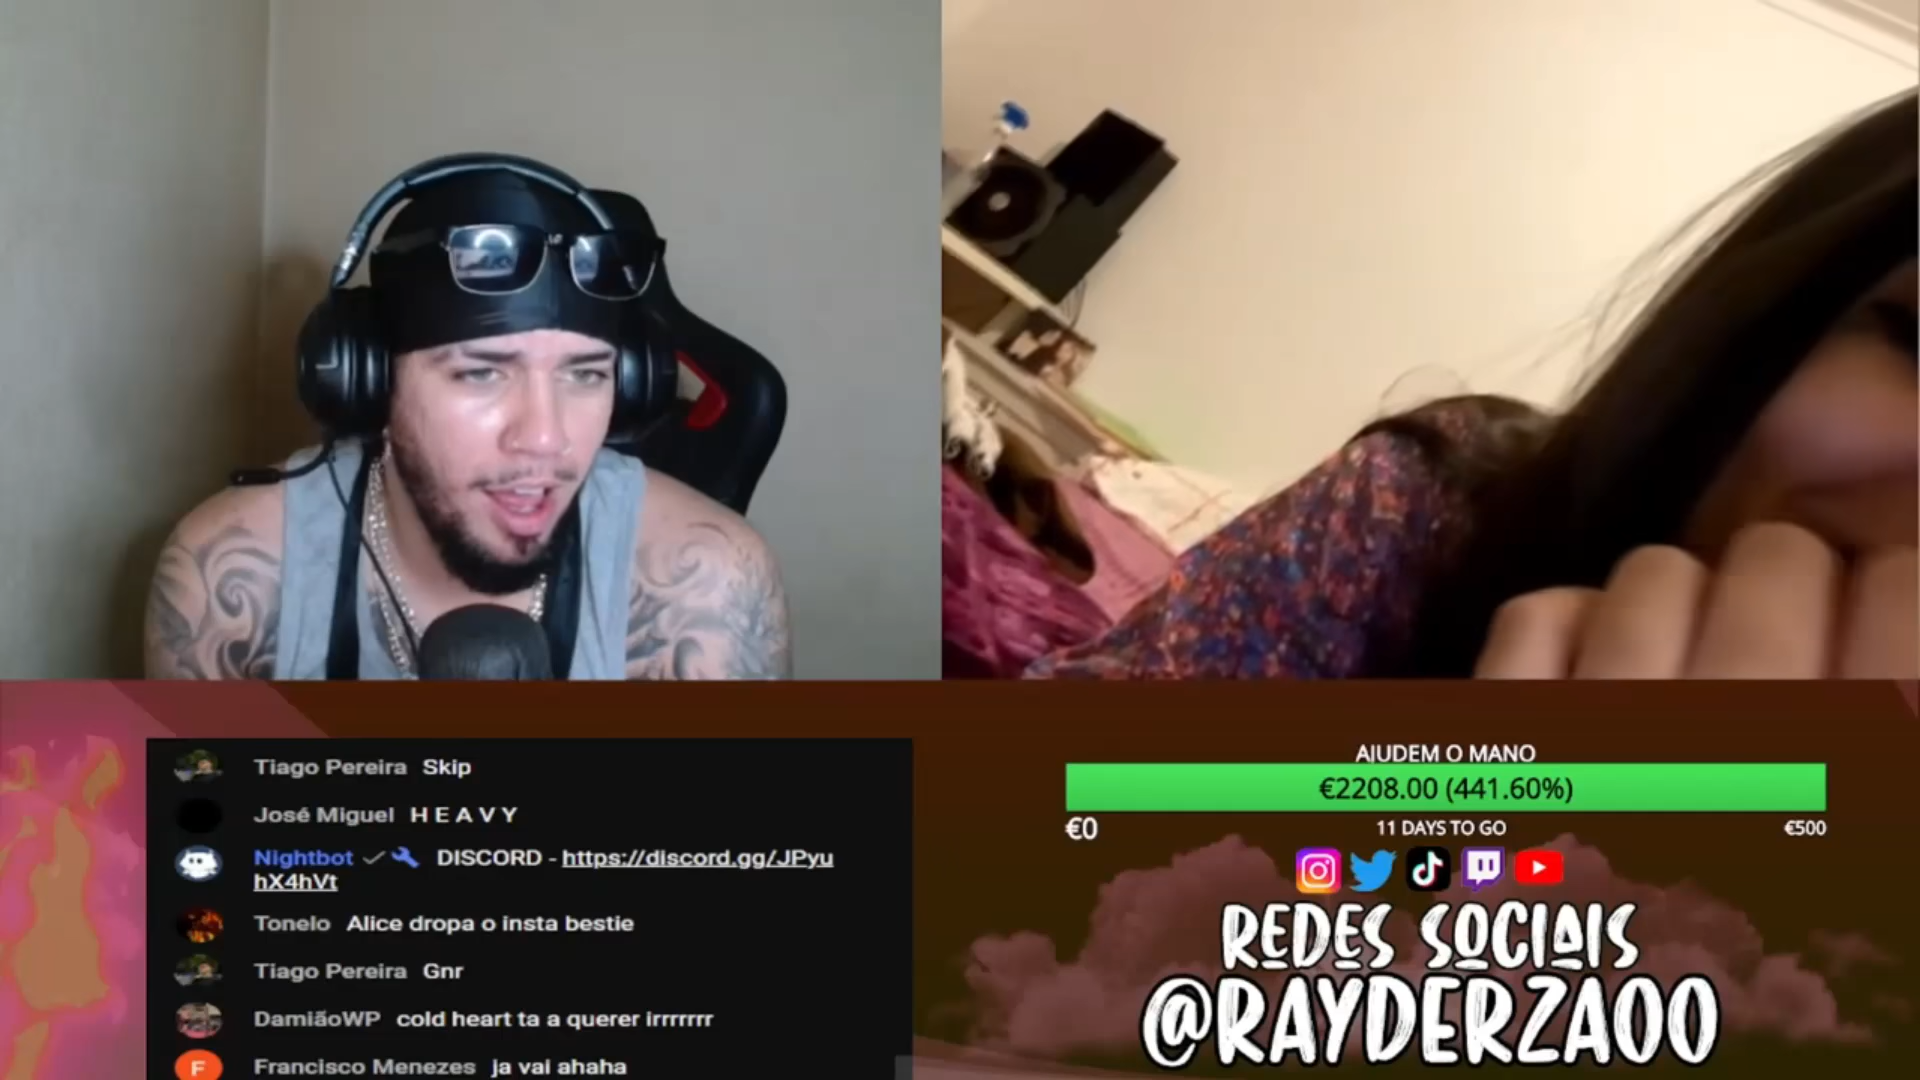 Tiago Pereira Skip
José Miguel H E A V Y
Nightbot DISCORD - https://discord.gg/JPyu
hX4hVt
Tonelo Alice dropa o insta bestie
Tiago Pereira Gnr
DamiãoWP cold heart ta a querer irrrrrrr
F Francisco Menezes ja vai ahaha
AJUDEM O MANO
€2208.00 (441.60%)
€0 11 DAYS TO GO €500
REDES SOCIAIS
@RAYDERZA00